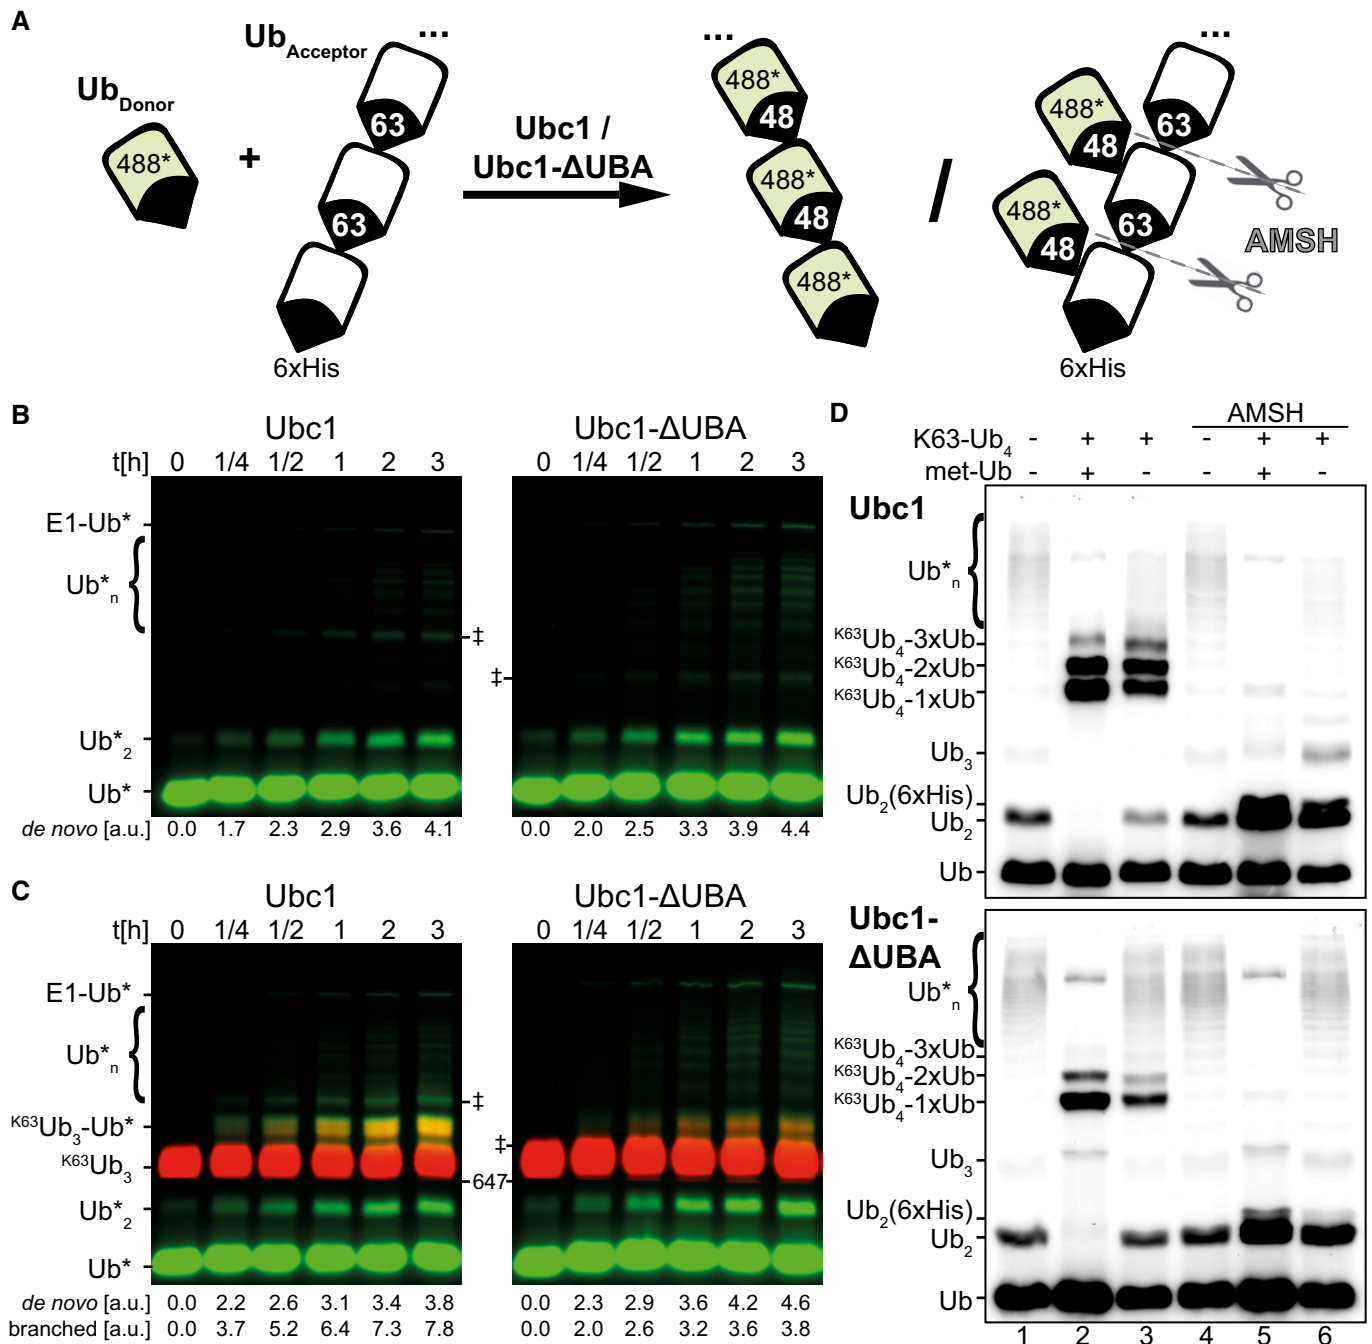 A
Ub Donor
488*
+
Ub Acceptor
...
63
63
6xHis
Ubc1 /
Ubc1-ΔUBA
...
488*
48
488*
48
488*
/
...
488*
48
63
488*
48
63
AMSH
6xHis
B
Ubc1
t[h] 0 1/4 1/2 1 2 3
E1-Ub*
Ub*n
‡
Ub*2
Ub*
de novo [a.u.] 0.0 1.7 2.3 2.9 3.6 4.1
Ubc1-ΔUBA
0 1/4 1/2 1 2 3
‡
0.0 2.0 2.5 3.3 3.9 4.4
C
Ubc1
t[h] 0 1/4 1/2 1 2 3
E1-Ub*
Ub*n
‡
K63Ub3-Ub*
K63Ub3
647
Ub*2
Ub*
de novo [a.u.] 0.0 2.2 2.6 3.1 3.4 3.8
branched [a.u.] 0.0 3.7 5.2 6.4 7.3 7.8
Ubc1-ΔUBA
0 1/4 1/2 1 2 3
‡
0.0 2.3 2.9 3.6 4.2 4.6
0.0 2.0 2.6 3.2 3.6 3.8
D
AMSH
K63-Ub4 - + + - + +
met-Ub - + - - + -
Ubc1
Ub*n
K63Ub4-3xUb
K63Ub4-2xUb
K63Ub4-1xUb
Ub3
Ub2(6xHis)
Ub2
Ub
Ubc1-
ΔUBA
Ub*n
K63Ub4-3xUb
K63Ub4-2xUb
K63Ub4-1xUb
Ub3
Ub2(6xHis)
Ub2
Ub
1 2 3 4 5 6